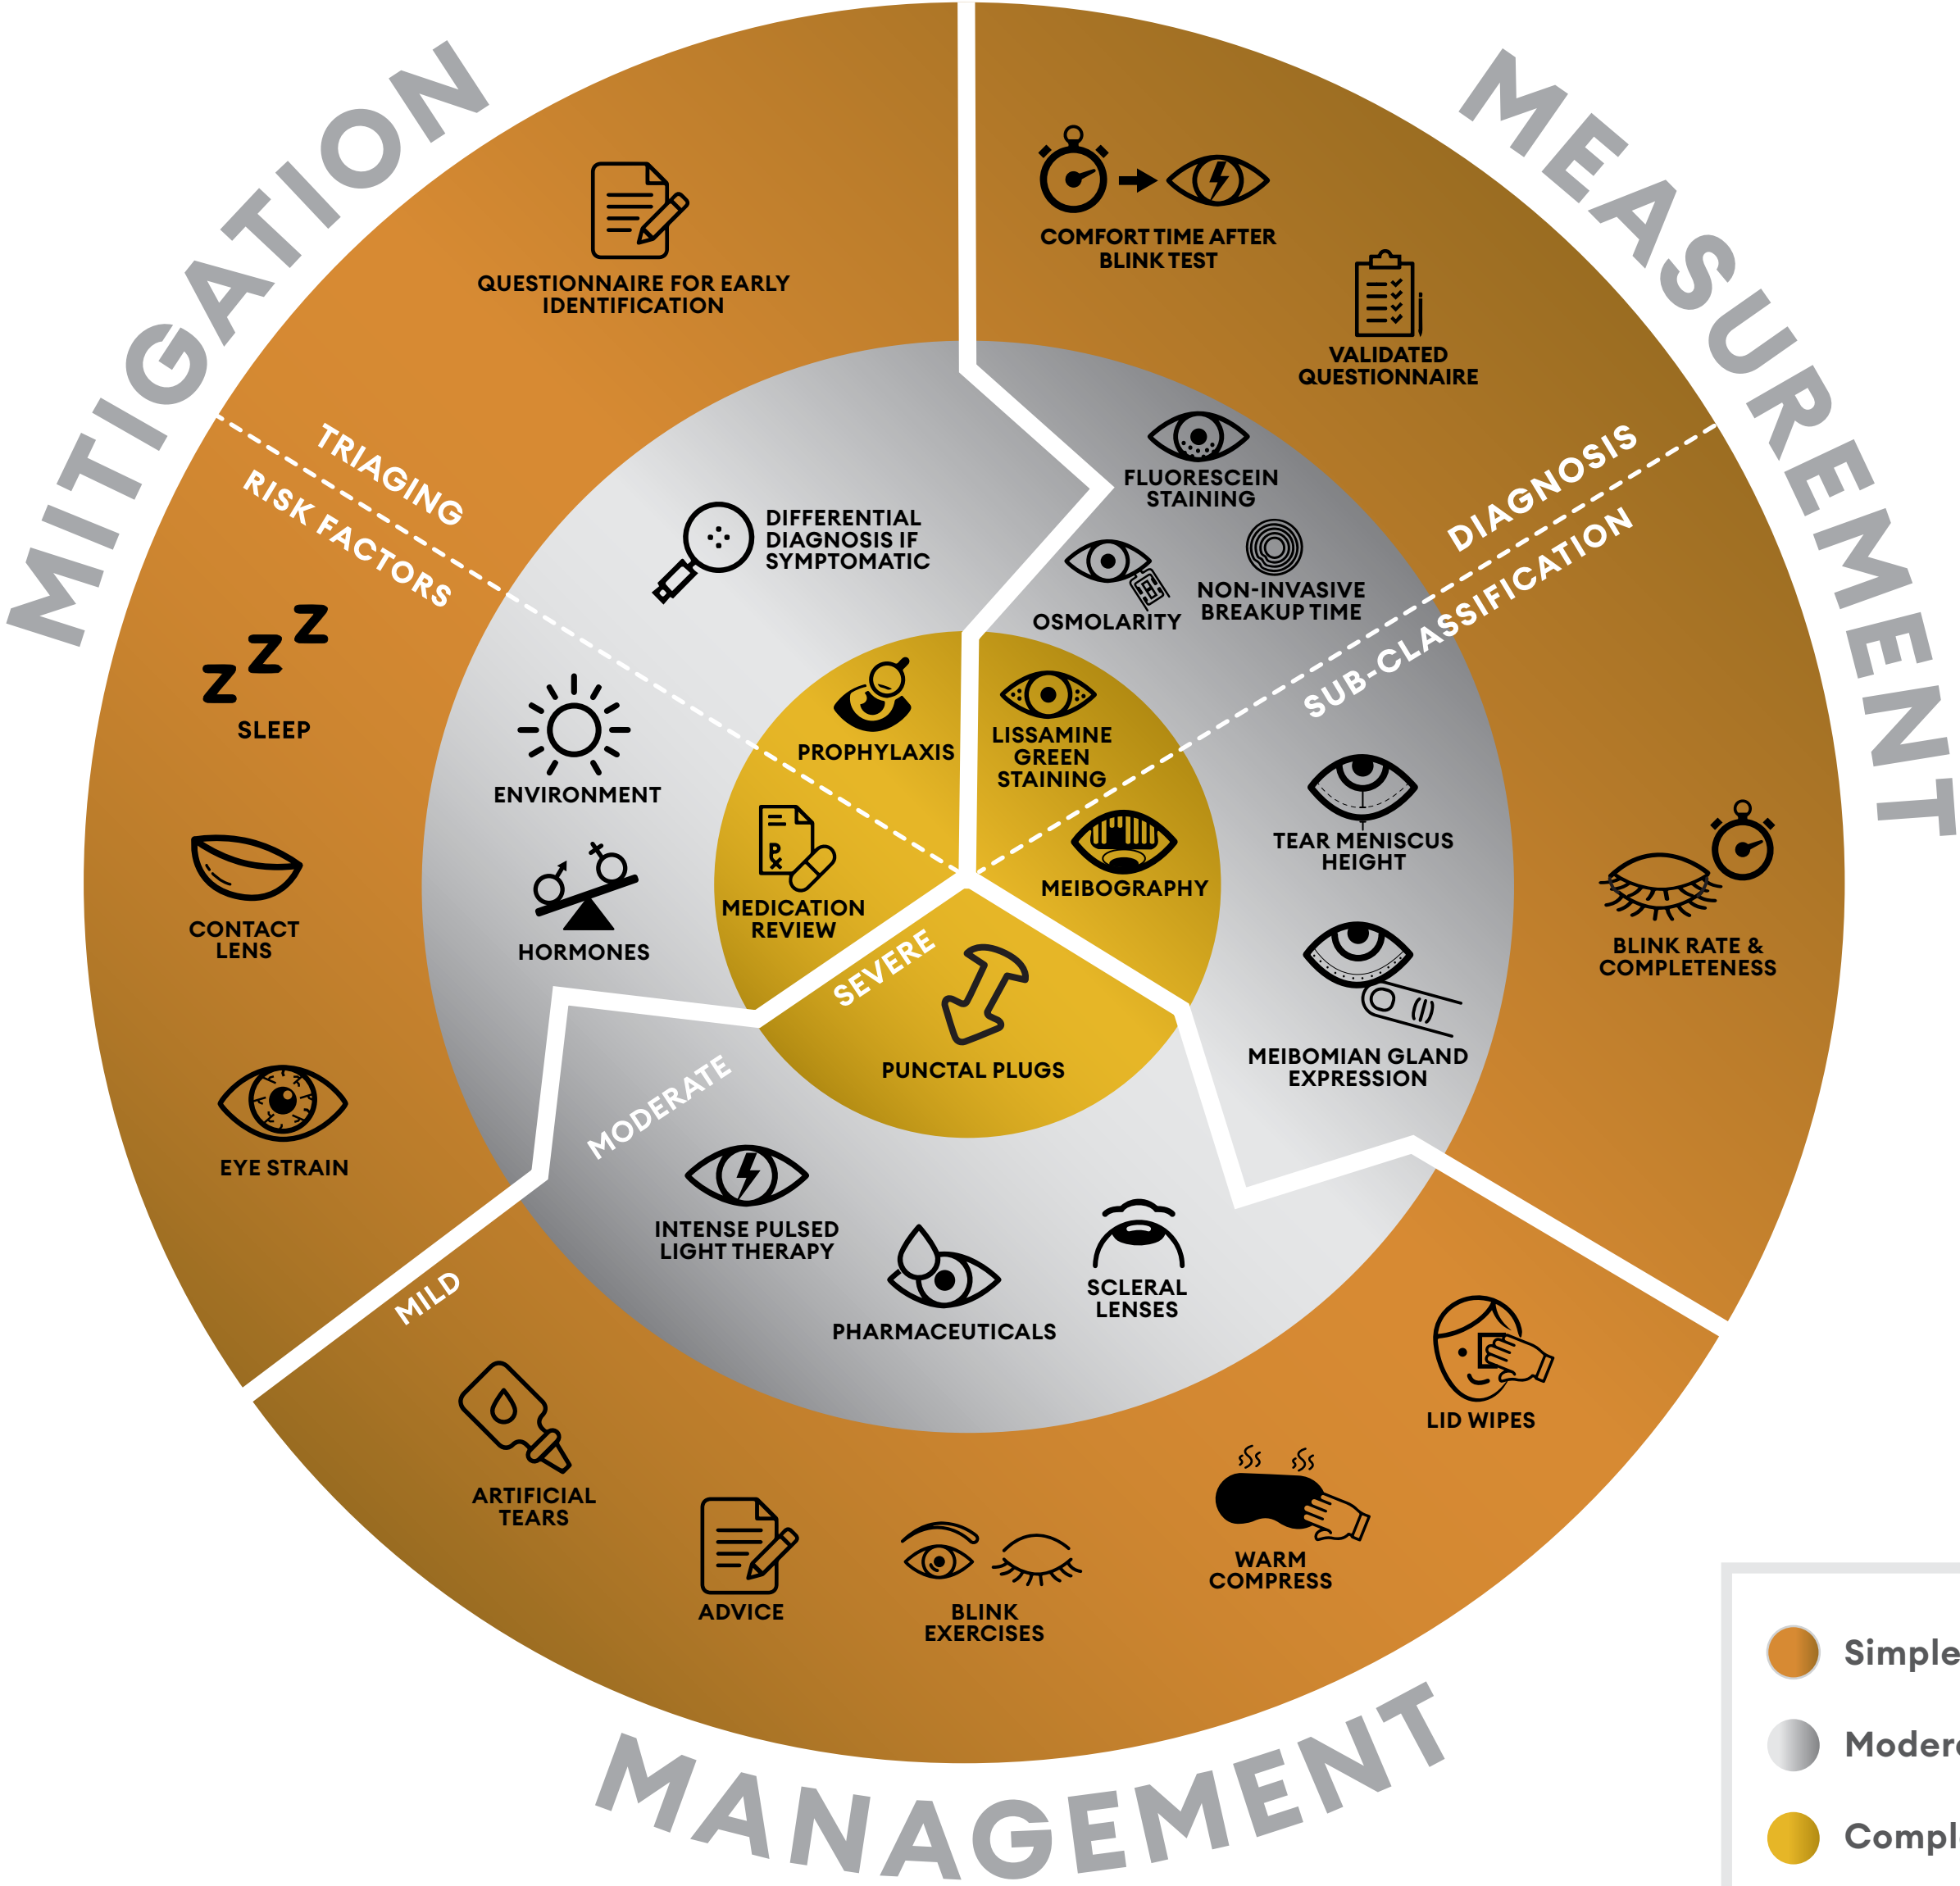 MITIGATION
MEASUREMENT
MANAGEMENT
QUESTIONNAIRE FOR EARLY
IDENTIFICATION
TRIAGING
RISK FACTORS
DIFFERENTIAL
DIAGNOSIS IF
SYMPTOMATIC
PROPHYLAXIS
SLEEP
CONTACT
LENS
EYE STRAIN
ENVIRONMENT
HORMONES
MEDICATION
REVIEW
COMFORT TIME AFTER
BLINK TEST
VALIDATED
QUESTIONNAIRE
FLUORESCEIN
STAINING
OSMOLARITY
NON-INVASIVE
BREAKUP TIME
LISSAMINE
GREEN
STAINING
DIAGNOSIS
SUB-CLASSIFICATION
MEIBOGRAPHY
TEAR MENISCUS
HEIGHT
MEIBOMIAN GLAND
EXPRESSION
BLINK RATE &
COMPLETENESS
SEVERE
PUNCTAL PLUGS
MODERATE
INTENSE PULSED
LIGHT THERAPY
PHARMACEUTICALS
SCLERAL
LENSES
MILD
ARTIFICIAL
TEARS
ADVICE
BLINK
EXERCISES
WARM
COMPRESS
LID WIPES
Simple